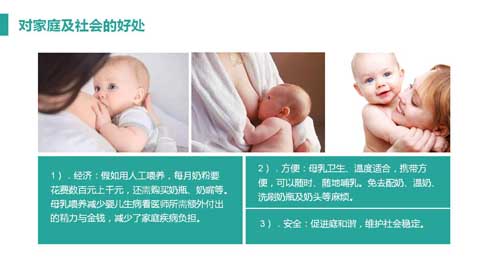 对家庭及社会的好处
1）．经济：假如用人工喂养，每月奶粉要
花费数百元上千元，还需购买奶瓶、奶嘴等。
母乳喂养减少婴儿生病看医师所需额外付出
的精力与金钱，减少了家庭疾病负担。
2）．方便：母乳卫生、温度适合，携带方
便，可以随时、随地哺乳。免去配奶、温奶、
洗刷奶瓶及奶头等麻烦。
3）．安全：促进庭和谐，维护社会稳定。